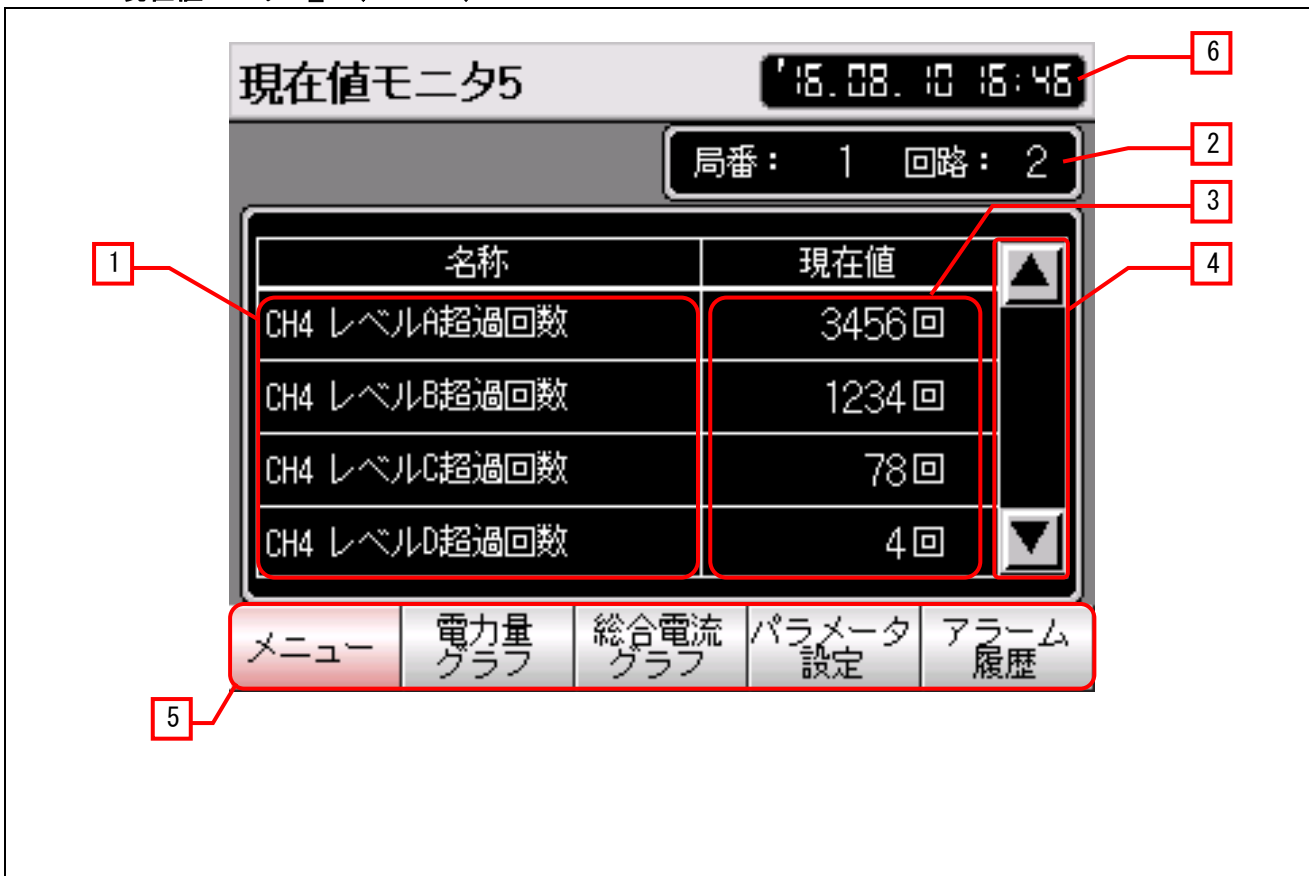 現在値モニタ5
'16.08.10 16:46
6
局番： 1 回路： 2
2
3
1
名称 現在値
▲
4
CH4 レベルA超過回数 3456回
CH4 レベルB超過回数 1234回
CH4 レベルC超過回数 78回
CH4 レベルD超過回数 4回
▼
メニュー
電力量
グラフ
総合電流
グラフ
パラメータ
設定
アラーム
履歴
5